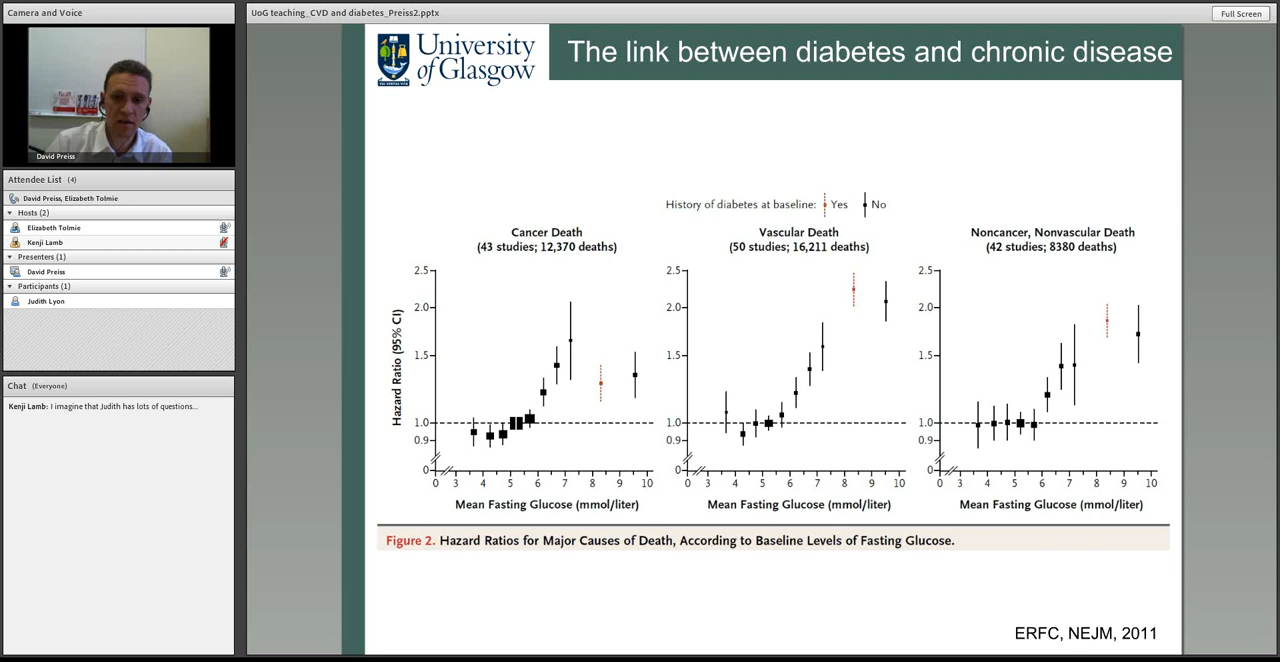 Camera and Voice
David Preiss
Attendee List (4)
David Preiss, Elizabeth Tolmie
Hosts (2)
Elizabeth Tolmie
Kenji Lamb
Presenters (1)
David Preiss
Participants (1)
Judith Lyon
Chat (Everyone)
Kenji Lamb: I imagine that Judith has lots of questions...
UoG teaching_CVD and diabetes_Preiss2.pptx
Full Screen
University
of Glasgow
The link between diabetes and chronic disease
History of diabetes at baseline: Yes No
Cancer Death
(43 studies; 12,370 deaths)
Hazard Ratio (95% CI)
2.5
2.0
1.5
1.0
0.9
0
0 3 4 5 6 7 8 9 10
Mean Fasting Glucose (mmol/liter)
Vascular Death
(50 studies; 16,211 deaths)
2.5
2.0
1.5
1.0
0.9
0
0 3 4 5 6 7 8 9 10
Mean Fasting Glucose (mmol/liter)
Noncancer, Nonvascular Death
(42 studies; 8380 deaths)
2.5
2.0
1.5
1.0
0.9
0
0 3 4 5 6 7 8 9 10
Mean Fasting Glucose (mmol/liter)
Figure 2. Hazard Ratios for Major Causes of Death, According to Baseline Levels of Fasting Glucose.
ERFC, NEJM, 2011